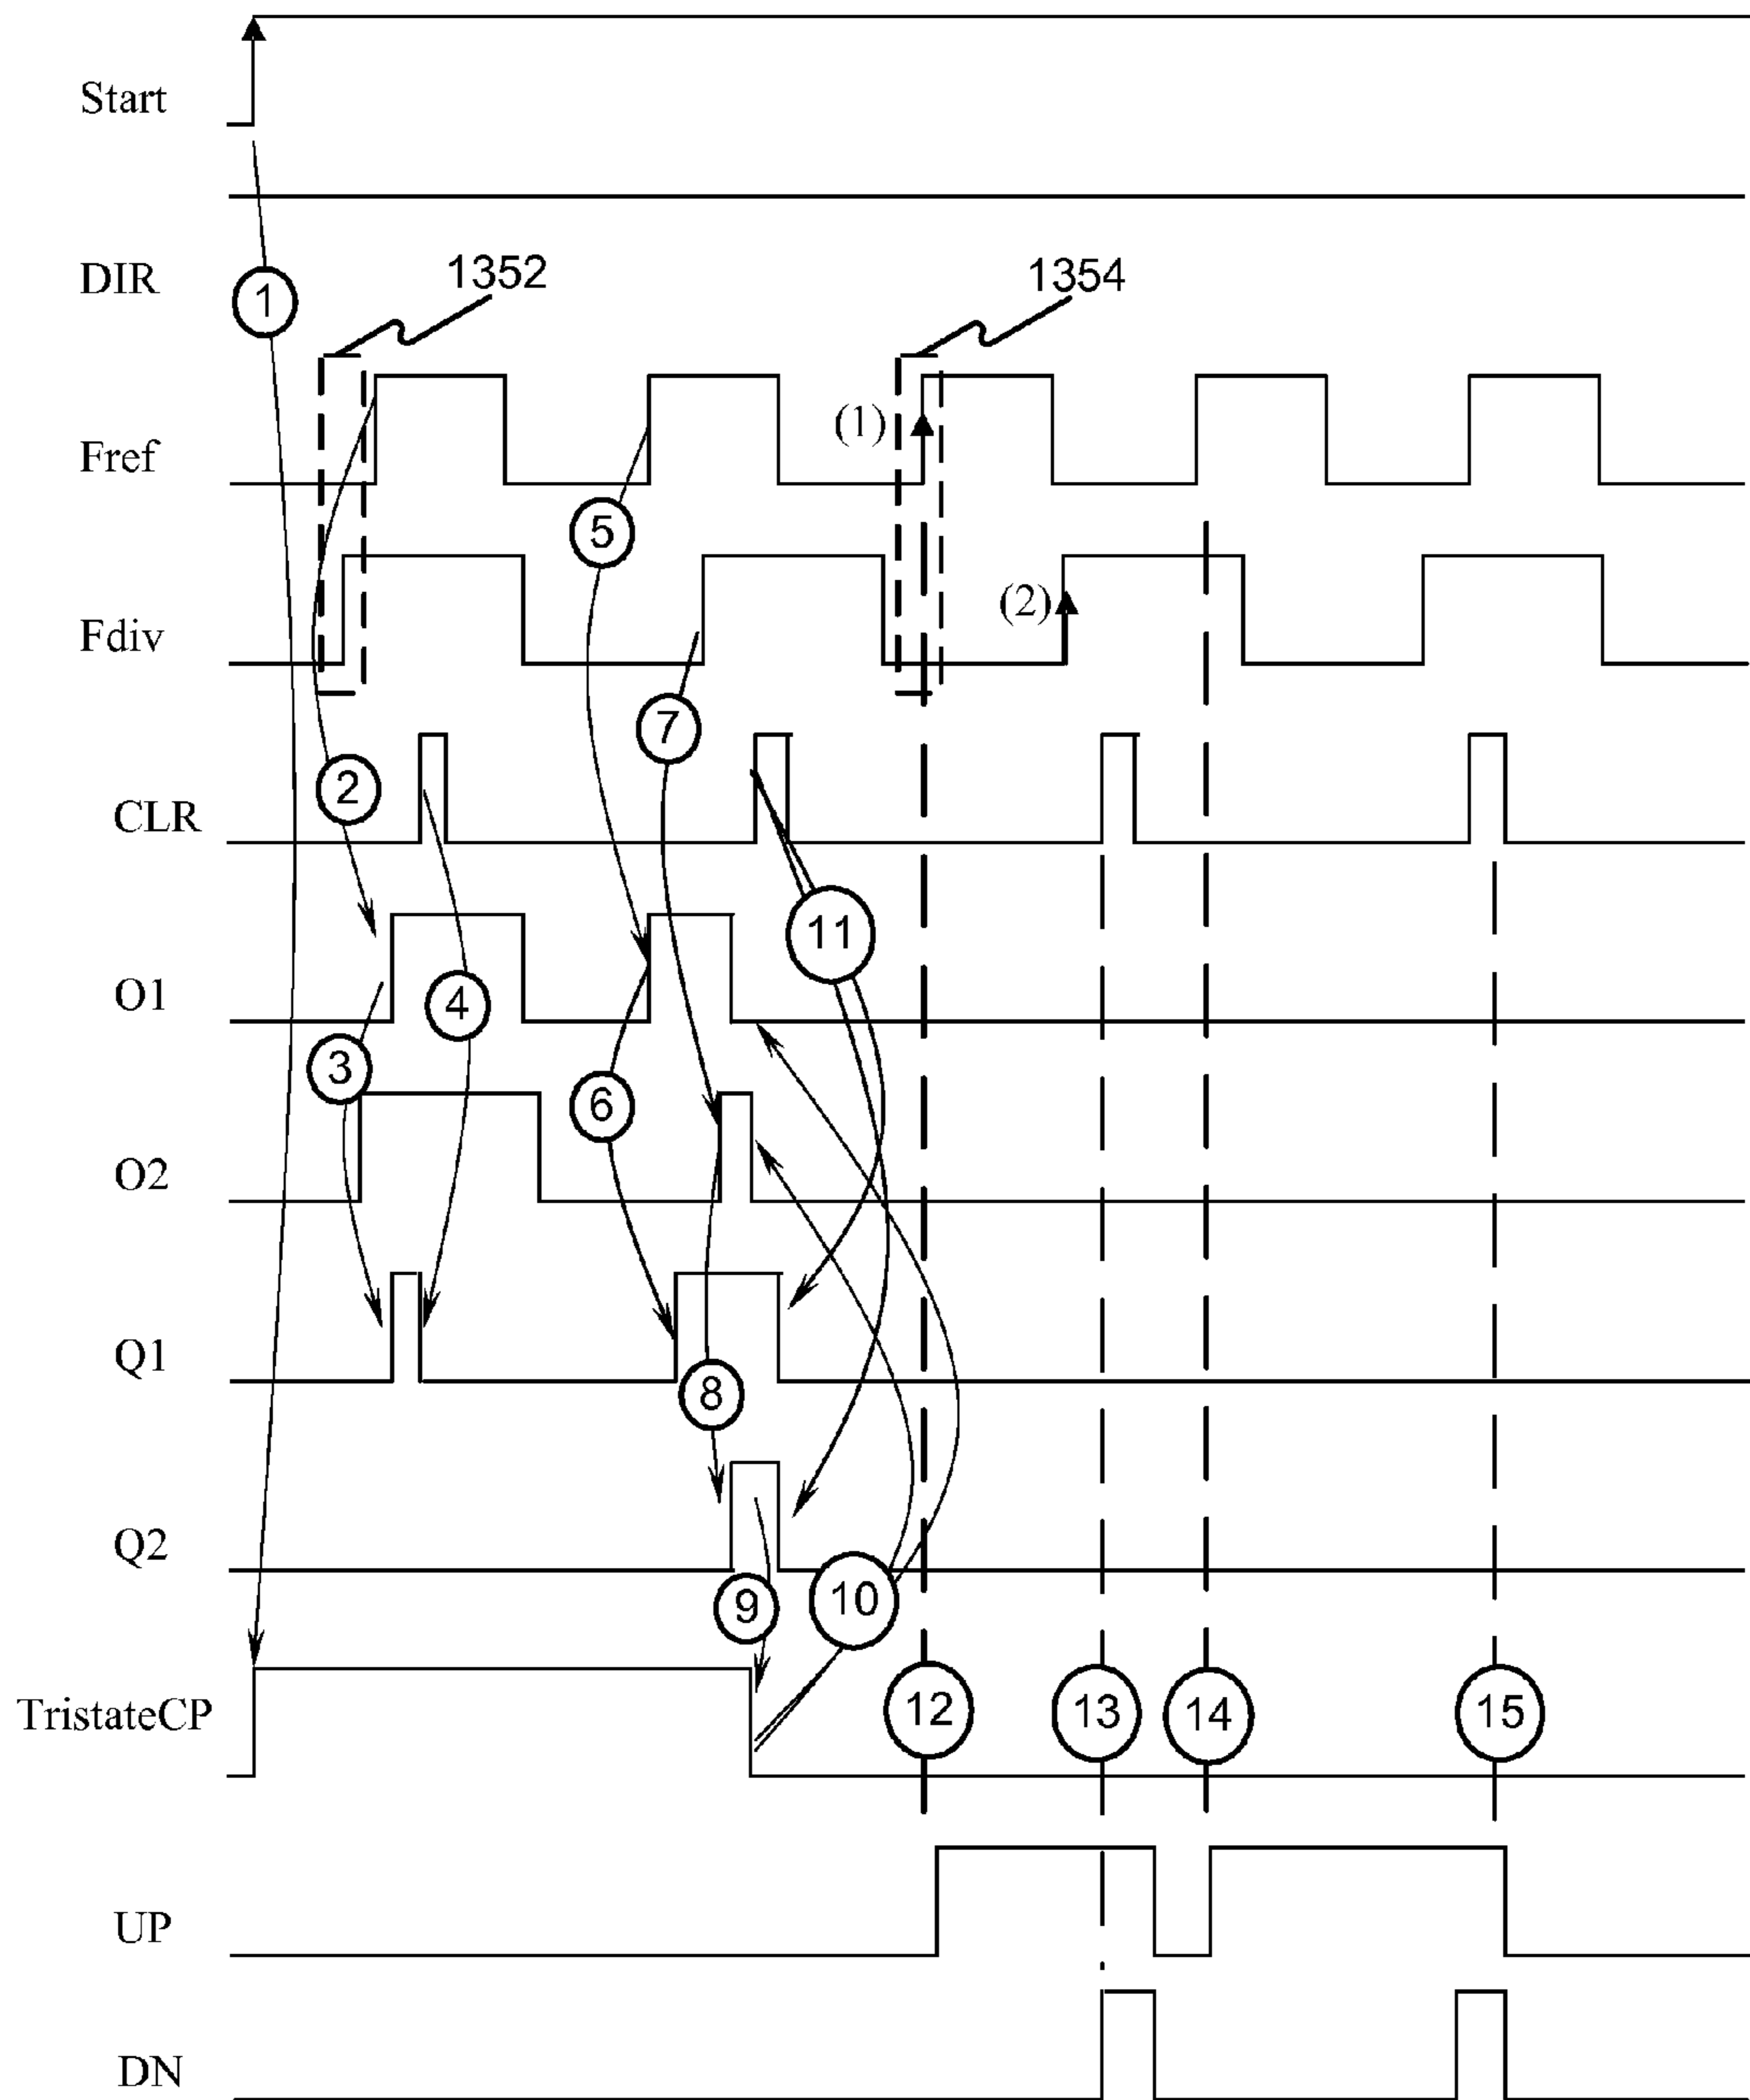 Start
DIR
1
1352
1354
Fref
(1)
5
Fdiv
(2)
7
2
CLR
11
O1
4
3
6
O2
Q1
8
Q2
9
10
TristateCP
12
13
14
15
UP
DN